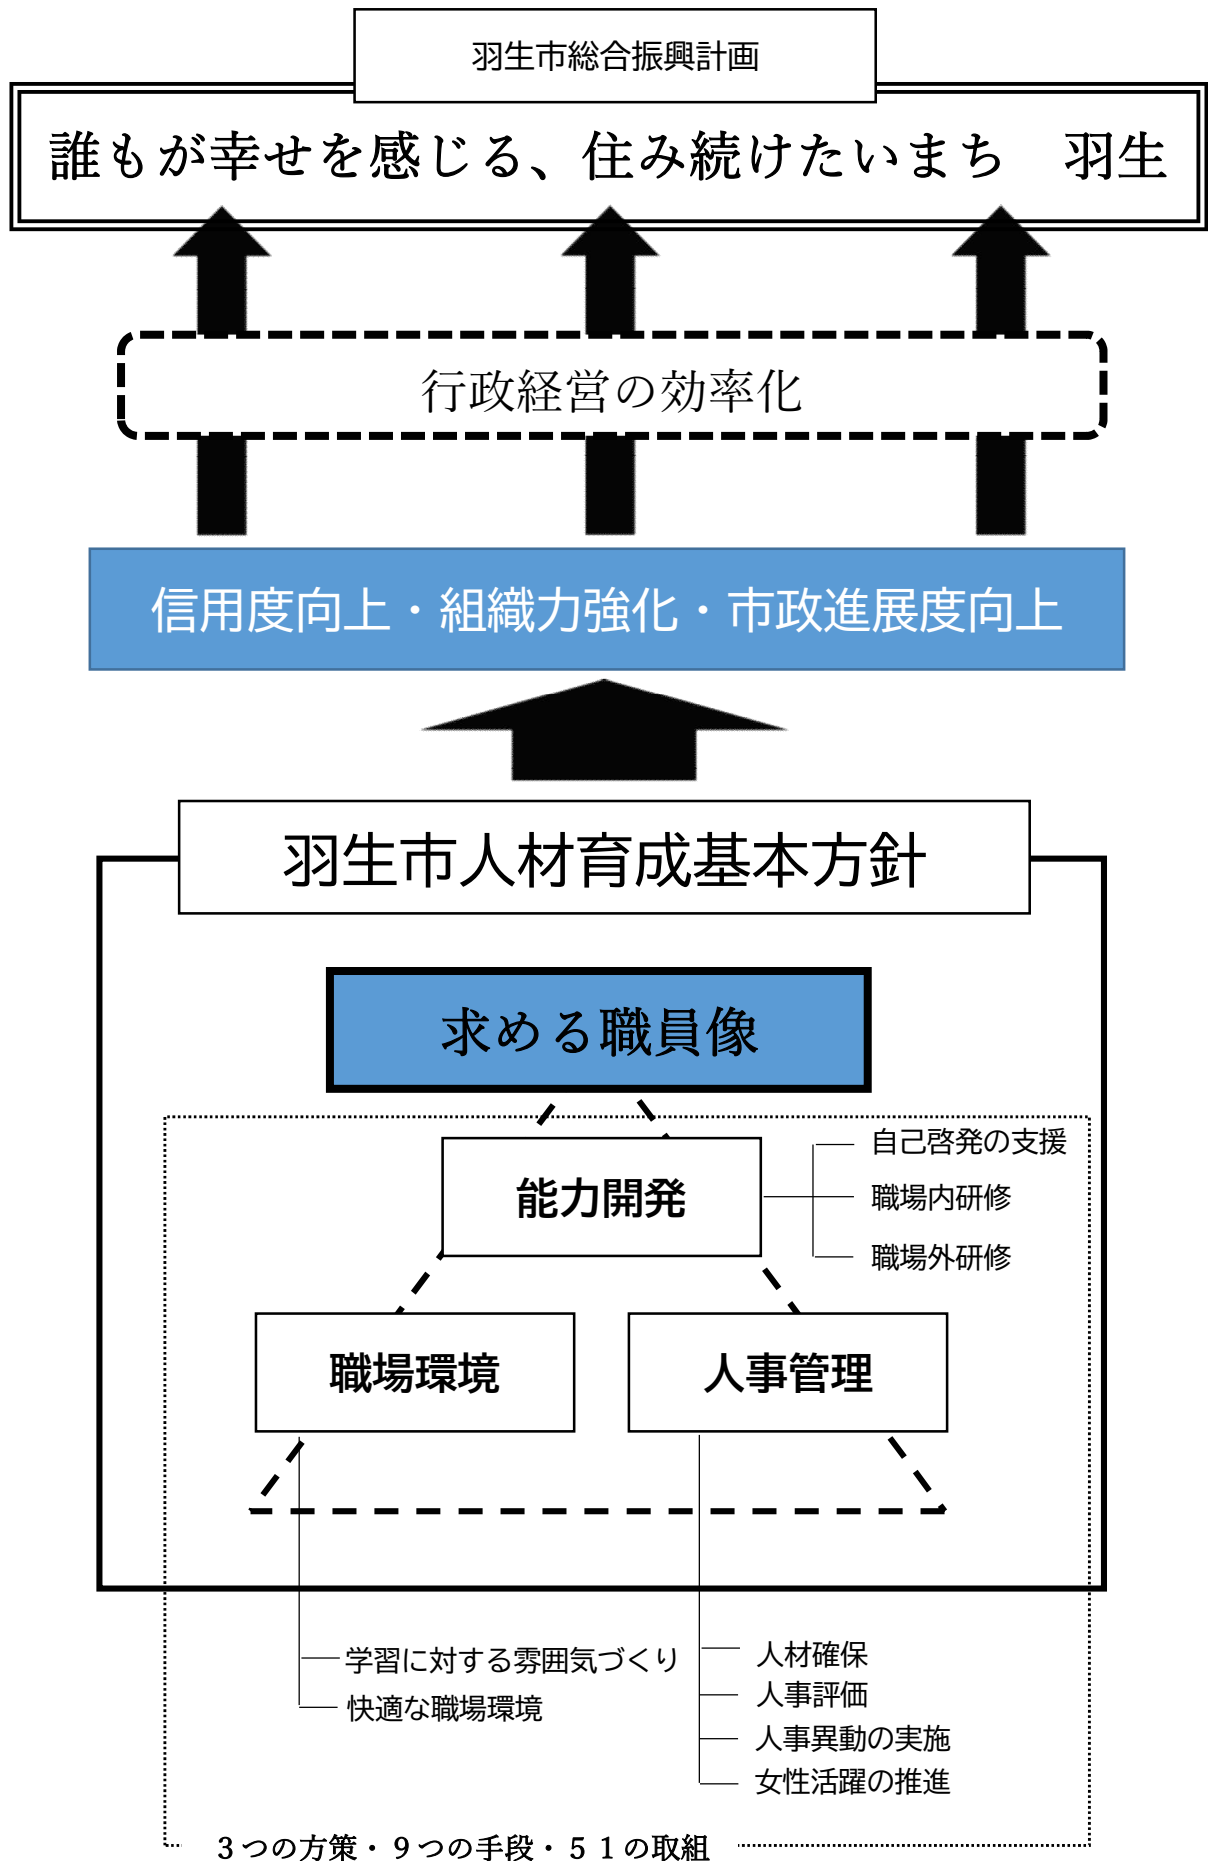 羽生市総合振興計画
誰もが幸せを感じる、住み続けたいまち　羽生
行政経営の効率化
信用度向上・組織力強化・市政進展度向上
羽生市人材育成基本方針
求める職員像
能力開発
自己啓発の支援
職場内研修
職場外研修
職場環境
人事管理
学習に対する雰囲気づくり
快適な職場環境
人材確保
人事評価
人事異動の実施
女性活躍の推進
３つの方策・９つの手段・５１の取組